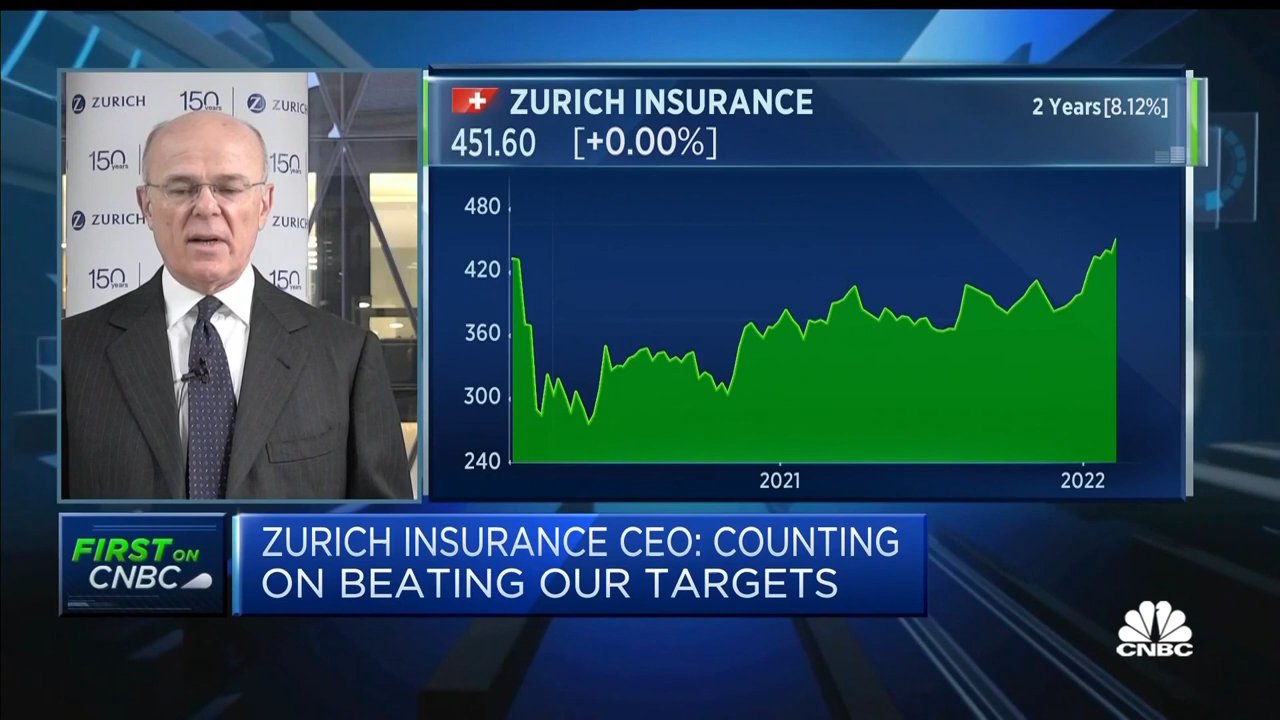 ZURICH 150 years ZURICH
150 years 150 years
ZURICH ZURICH
150 years 150 years
ZURICH INSURANCE
2 Years[8.12%]
451.60 [+0.00%]
480
420
360
300
240
2021 2022
FIRST ON
CNBC
ZURICH INSURANCE CEO: COUNTING
ON BEATING OUR TARGETS
CNBC